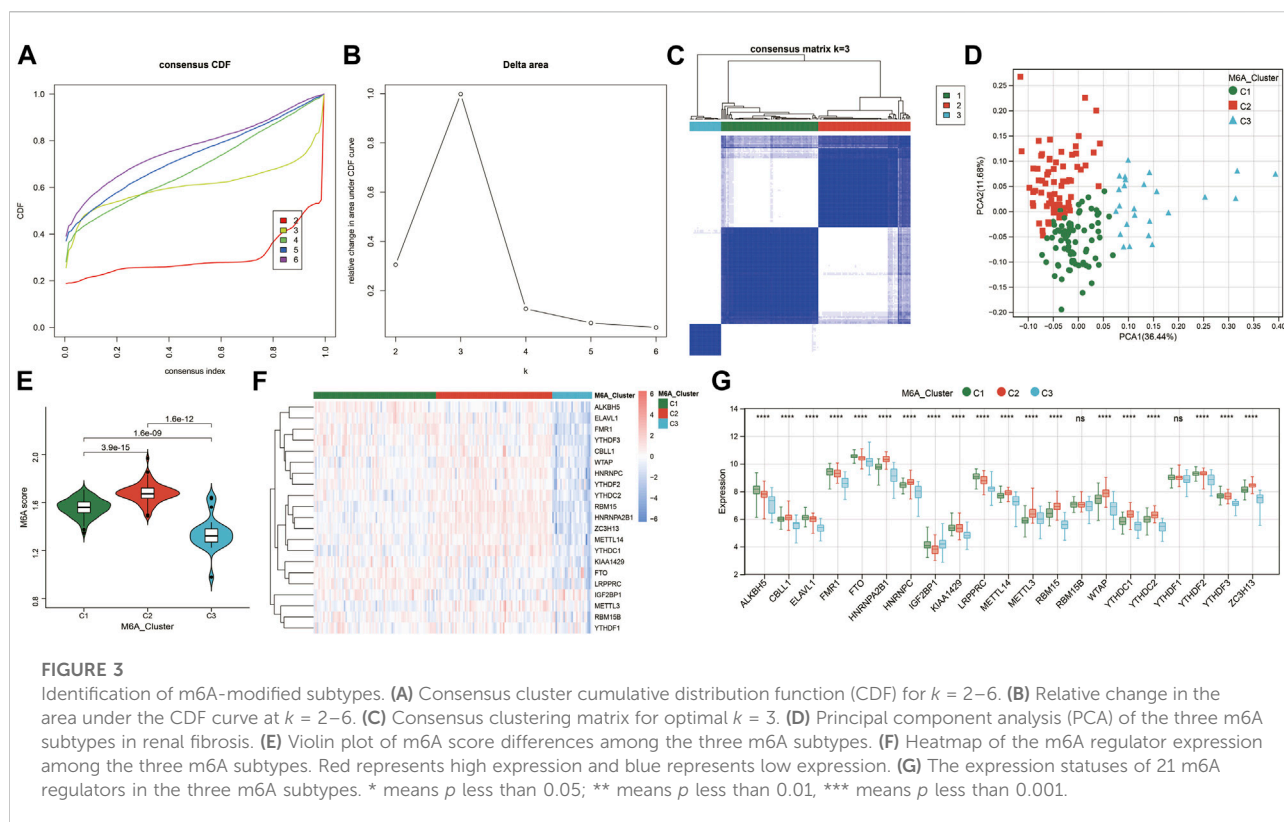 A
consensus CDF
CDF
1.0
0.8
0.6
0.4
0.2
0.0
0.0
0.2
0.4
0.6
0.8
1.0
consensus index
2
3
4
5
6
B
Delta area
relative change in area under CDF curve
1.0
0.8
0.6
0.4
0.2
2
3
4
5
6
k
C
consensus matrix k=3
1
2
3
D
M6A_Cluster
C1
C2
C3
PCA2(11.68%)
0.25
0.20
0.15
0.10
0.05
0.00
-0.05
-0.10
-0.15
-0.20
-0.10
-0.05
0.00
0.05
0.10
0.15
0.20
0.25
0.30
0.35
0.40
PCA1(36.44%)
E
1.6e-12
1.6e-09
3.9e-15
M6A score
2.0
1.6
1.2
0.8
C1
C2
C3
M6A_Cluster
F
M6A_Cluster
ALKBH5
ELAVL1
FMR1
YTHDF3
CBLL1
WTAP
HNRNPC
YTHDF2
YTHDC2
RBM15
HNRNPA2B1
ZC3H13
METTL14
YTHDC1
KIAA1429
FTO
LRPPRC
IGF2BP1
METTL3
RBM15B
YTHDF1
6
4
2
0
−2
−4
−6
M6A_Cluster
C1
C2
C3
G
M6A_Cluster
C1
C2
C3
**** **** **** **** **** **** **** **** **** **** **** **** **** ns **** **** **** ns **** **** ****
Expression
14
12
10
8
6
4
2
ALKBH5
CBLL1
ELAVL1
FMR1
FTO
HNRNPA2B1
HNRNPC
IGF2BP1
KIAA1429
LRPPRC
METTL14
METTL3
RBM15
RBM15B
WTAP
YTHDC1
YTHDC2
YTHDF1
YTHDF2
YTHDF3
ZC3H13
FIGURE 3
Identification of m6A-modified subtypes. (A) Consensus cluster cumulative distribution function (CDF) for k = 2–6. (B) Relative change in the
area under the CDF curve at k = 2–6. (C) Consensus clustering matrix for optimal k = 3. (D) Principal component analysis (PCA) of the three m6A
subtypes in renal fibrosis. (E) Violin plot of m6A score differences among the three m6A subtypes. (F) Heatmap of the m6A regulator expression
among the three m6A subtypes. Red represents high expression and blue represents low expression. (G) The expression statuses of 21 m6A
regulators in the three m6A subtypes. * means p less than 0.05; ** means p less than 0.01, *** means p less than 0.001.